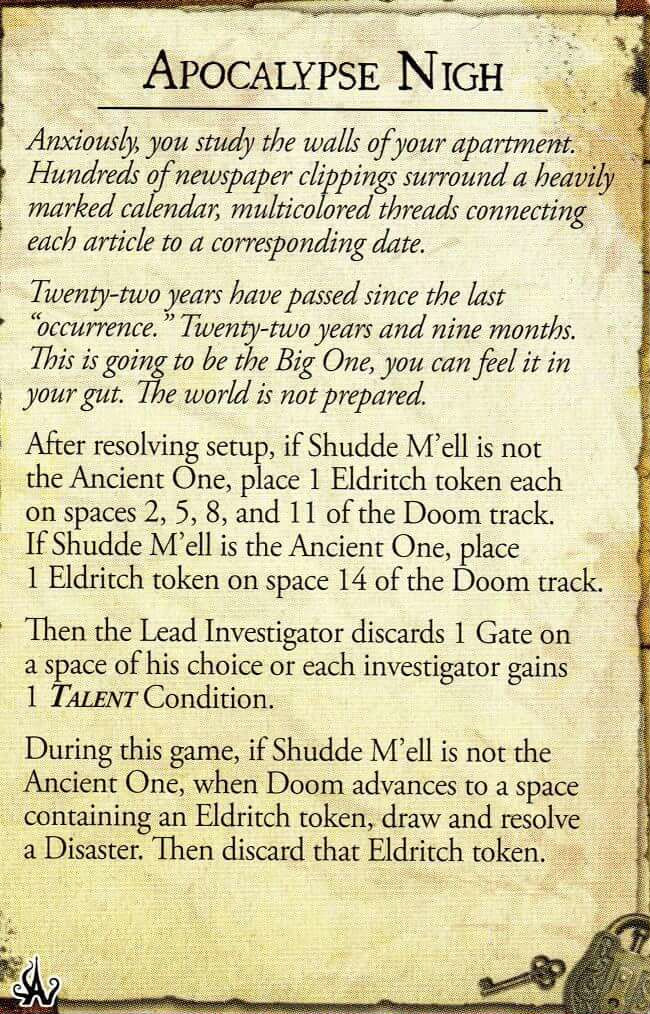 Apocalypse Nigh
Anxiously, you study the walls of your apartment.
Hundreds of newspaper clippings surround a heavily
marked calendar, multicolored threads connecting
each article to a corresponding date.
Twenty-two years have passed since the last
“occurrence.” Twenty-two years and nine months.
This is going to be the Big One, you can feel it in
your gut. The world is not prepared.
After resolving setup, if Shudde M’ell is not
the Ancient One, place 1 Eldritch token each
on spaces 2, 5, 8, and 11 of the Doom track.
If Shudde M’ell is the Ancient One, place
1 Eldritch token on space 14 of the Doom track.
Then the Lead Investigator discards 1 Gate on
a space of his choice or each investigator gains
1 Talent Condition.
During this game, if Shudde M’ell is not the
Ancient One, when Doom advances to a space
containing an Eldritch token, draw and resolve
a Disaster. Then discard that Eldritch token.